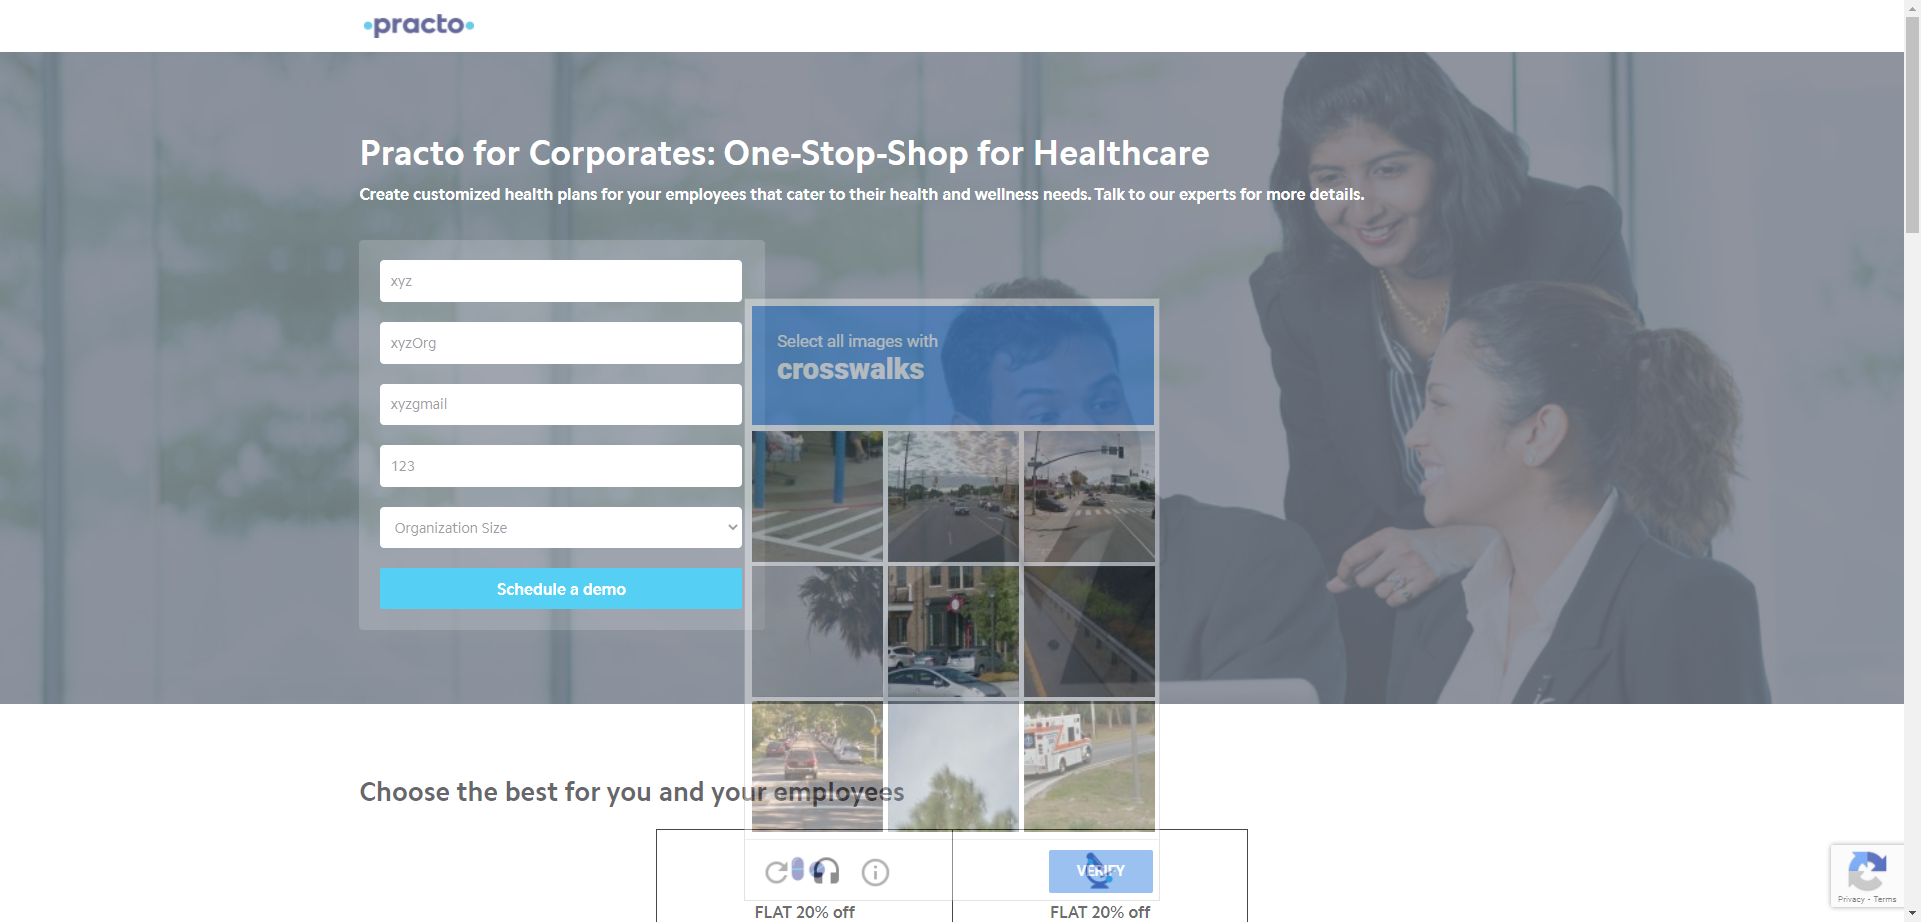 practo
Practo for Corporates: One-Stop-Shop for Healthcare
Create customized health plans for your employees that cater to their health and wellness needs. Talk to our experts for more details.
xyz
xyzOrg
xyzgmail
123
Organization Size
Schedule a demo
Select all images with
crosswalks
Choose the best for you and your employees
VERIFY
FLAT 20% off
FLAT 20% off
Privacy - Terms